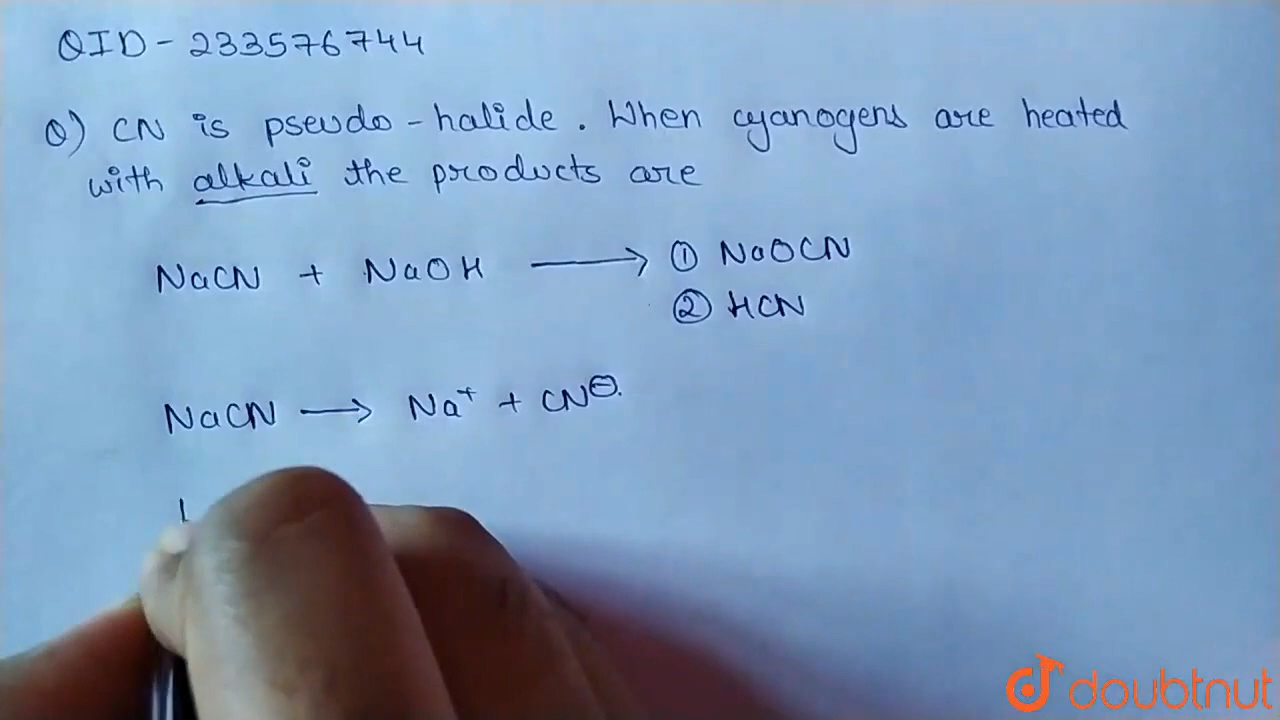 QID - 233576744
Q) CN is pseudo-halide. When cyanogens are heated
with alkali the products are
NaCN + NaOH ⟶ ① NaOCN
② HCN
NaCN ⟶ Na⁺ + CN⊖.
doubtnut